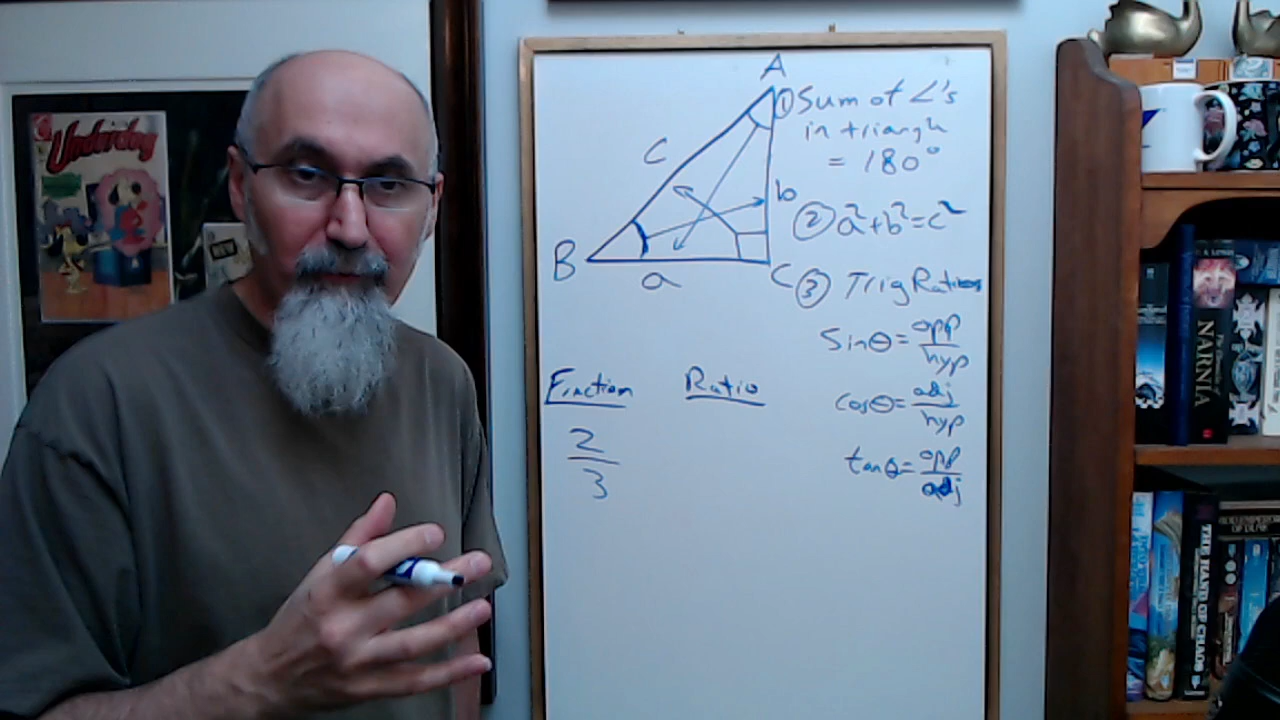 Underdog
NEW
A
c
b
B
a
C
① Sum of ∠'s
in triangle
= 180°
② a²+b²=c²
③ Trig Ratios
Sinθ = opp/hyp
cosθ = adj/hyp
tanθ = opp/adj
Fraction Ratio
2
3
NARNIA
THE HAND OF CHAOS